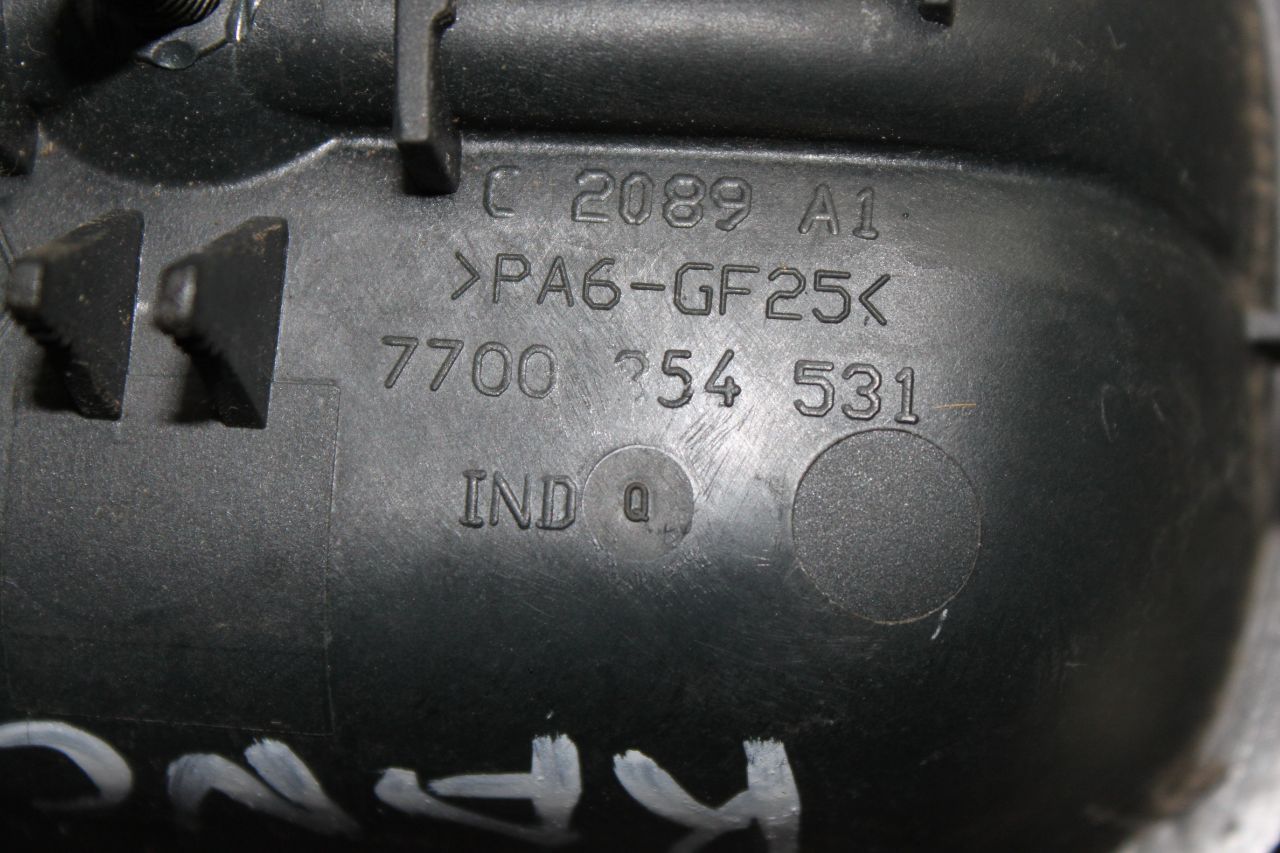 C 2089 A1
>PA6-GF25<
7700 354 531
IND Q